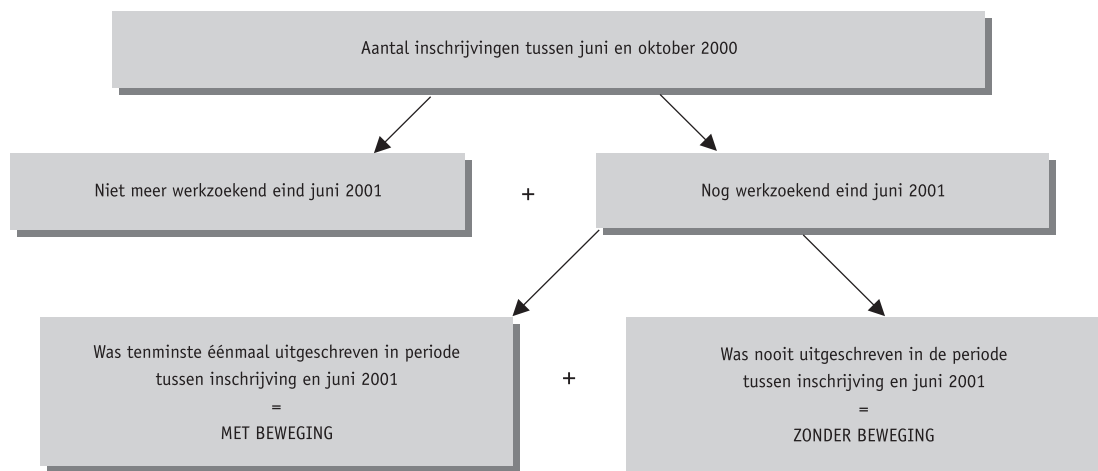 Aantal inschrijvingen tussen juni en oktober 2000
Niet meer werkzoekend eind juni 2001
+
Nog werkzoekend eind juni 2001
Was tenminste éénmaal uitgeschreven in periode
tussen inschrijving en juni 2001
=
MET BEWEGING
+
Was nooit uitgeschreven in de periode
tussen inschrijving en juni 2001
=
ZONDER BEWEGING